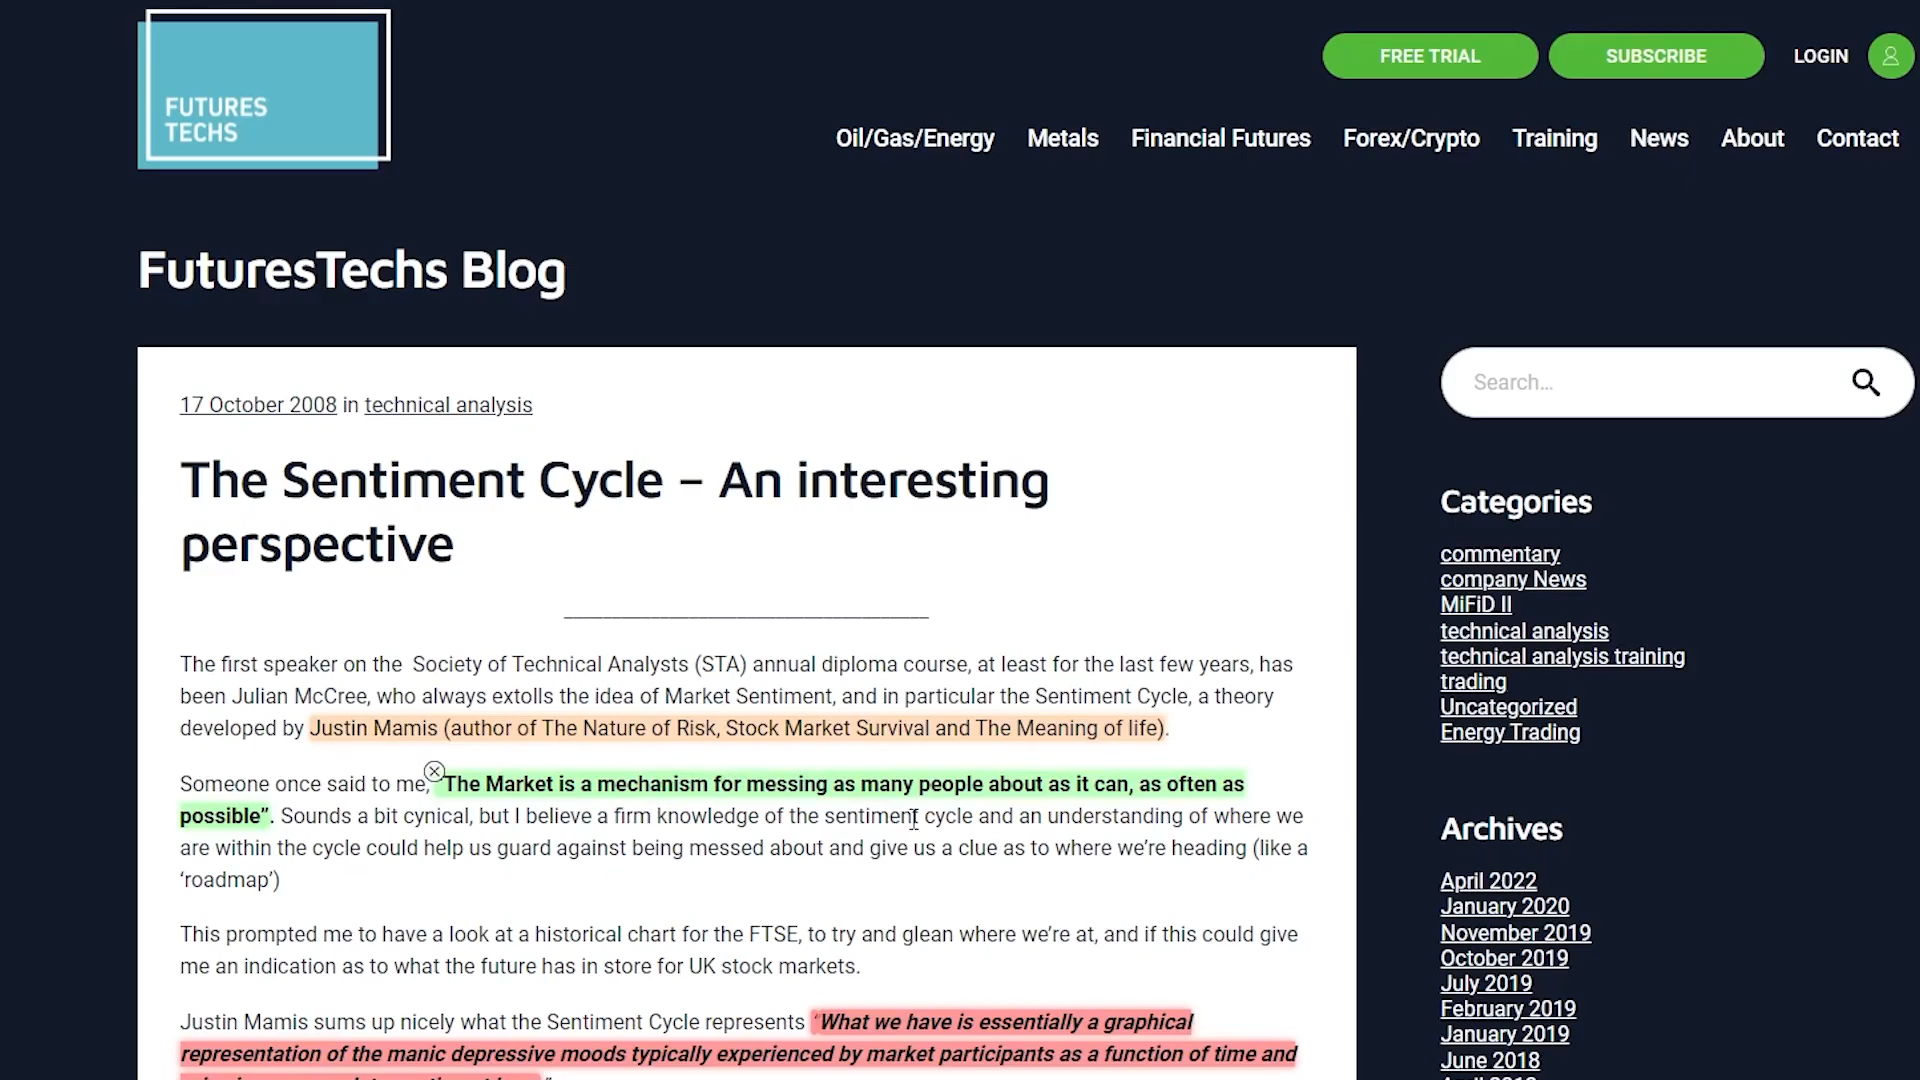 FUTURES
TECHS
FREE TRIAL
SUBSCRIBE
LOGIN
Oil/Gas/Energy Metals Financial Futures Forex/Crypto Training News About Contact
FuturesTechs Blog
17 October 2008 in technical analysis
The Sentiment Cycle – An interesting
perspective
The first speaker on the Society of Technical Analysts (STA) annual diploma course, at least for the last few years, has
been Julian McCree, who always extolls the idea of Market Sentiment, and in particular the Sentiment Cycle, a theory
developed by Justin Mamis (author of The Nature of Risk, Stock Market Survival and The Meaning of life).
Someone once said to me, “The Market is a mechanism for messing as many people about as it can, as often as
possible”. Sounds a bit cynical, but I believe a firm knowledge of the sentiment cycle and an understanding of where we
are within the cycle could help us guard against being messed about and give us a clue as to where we’re heading (like a
‘roadmap’)
This prompted me to have a look at a historical chart for the FTSE, to try and glean where we’re at, and if this could give
me an indication as to what the future has in store for UK stock markets.
Justin Mamis sums up nicely what the Sentiment Cycle represents “What we have is essentially a graphical
representation of the manic depressive moods typically experienced by market participants as a function of time and
Search...
Categories
commentary
company News
MiFiD II
technical analysis
technical analysis training
trading
Uncategorized
Energy Trading
Archives
April 2022
January 2020
November 2019
October 2019
July 2019
February 2019
January 2019
June 2018